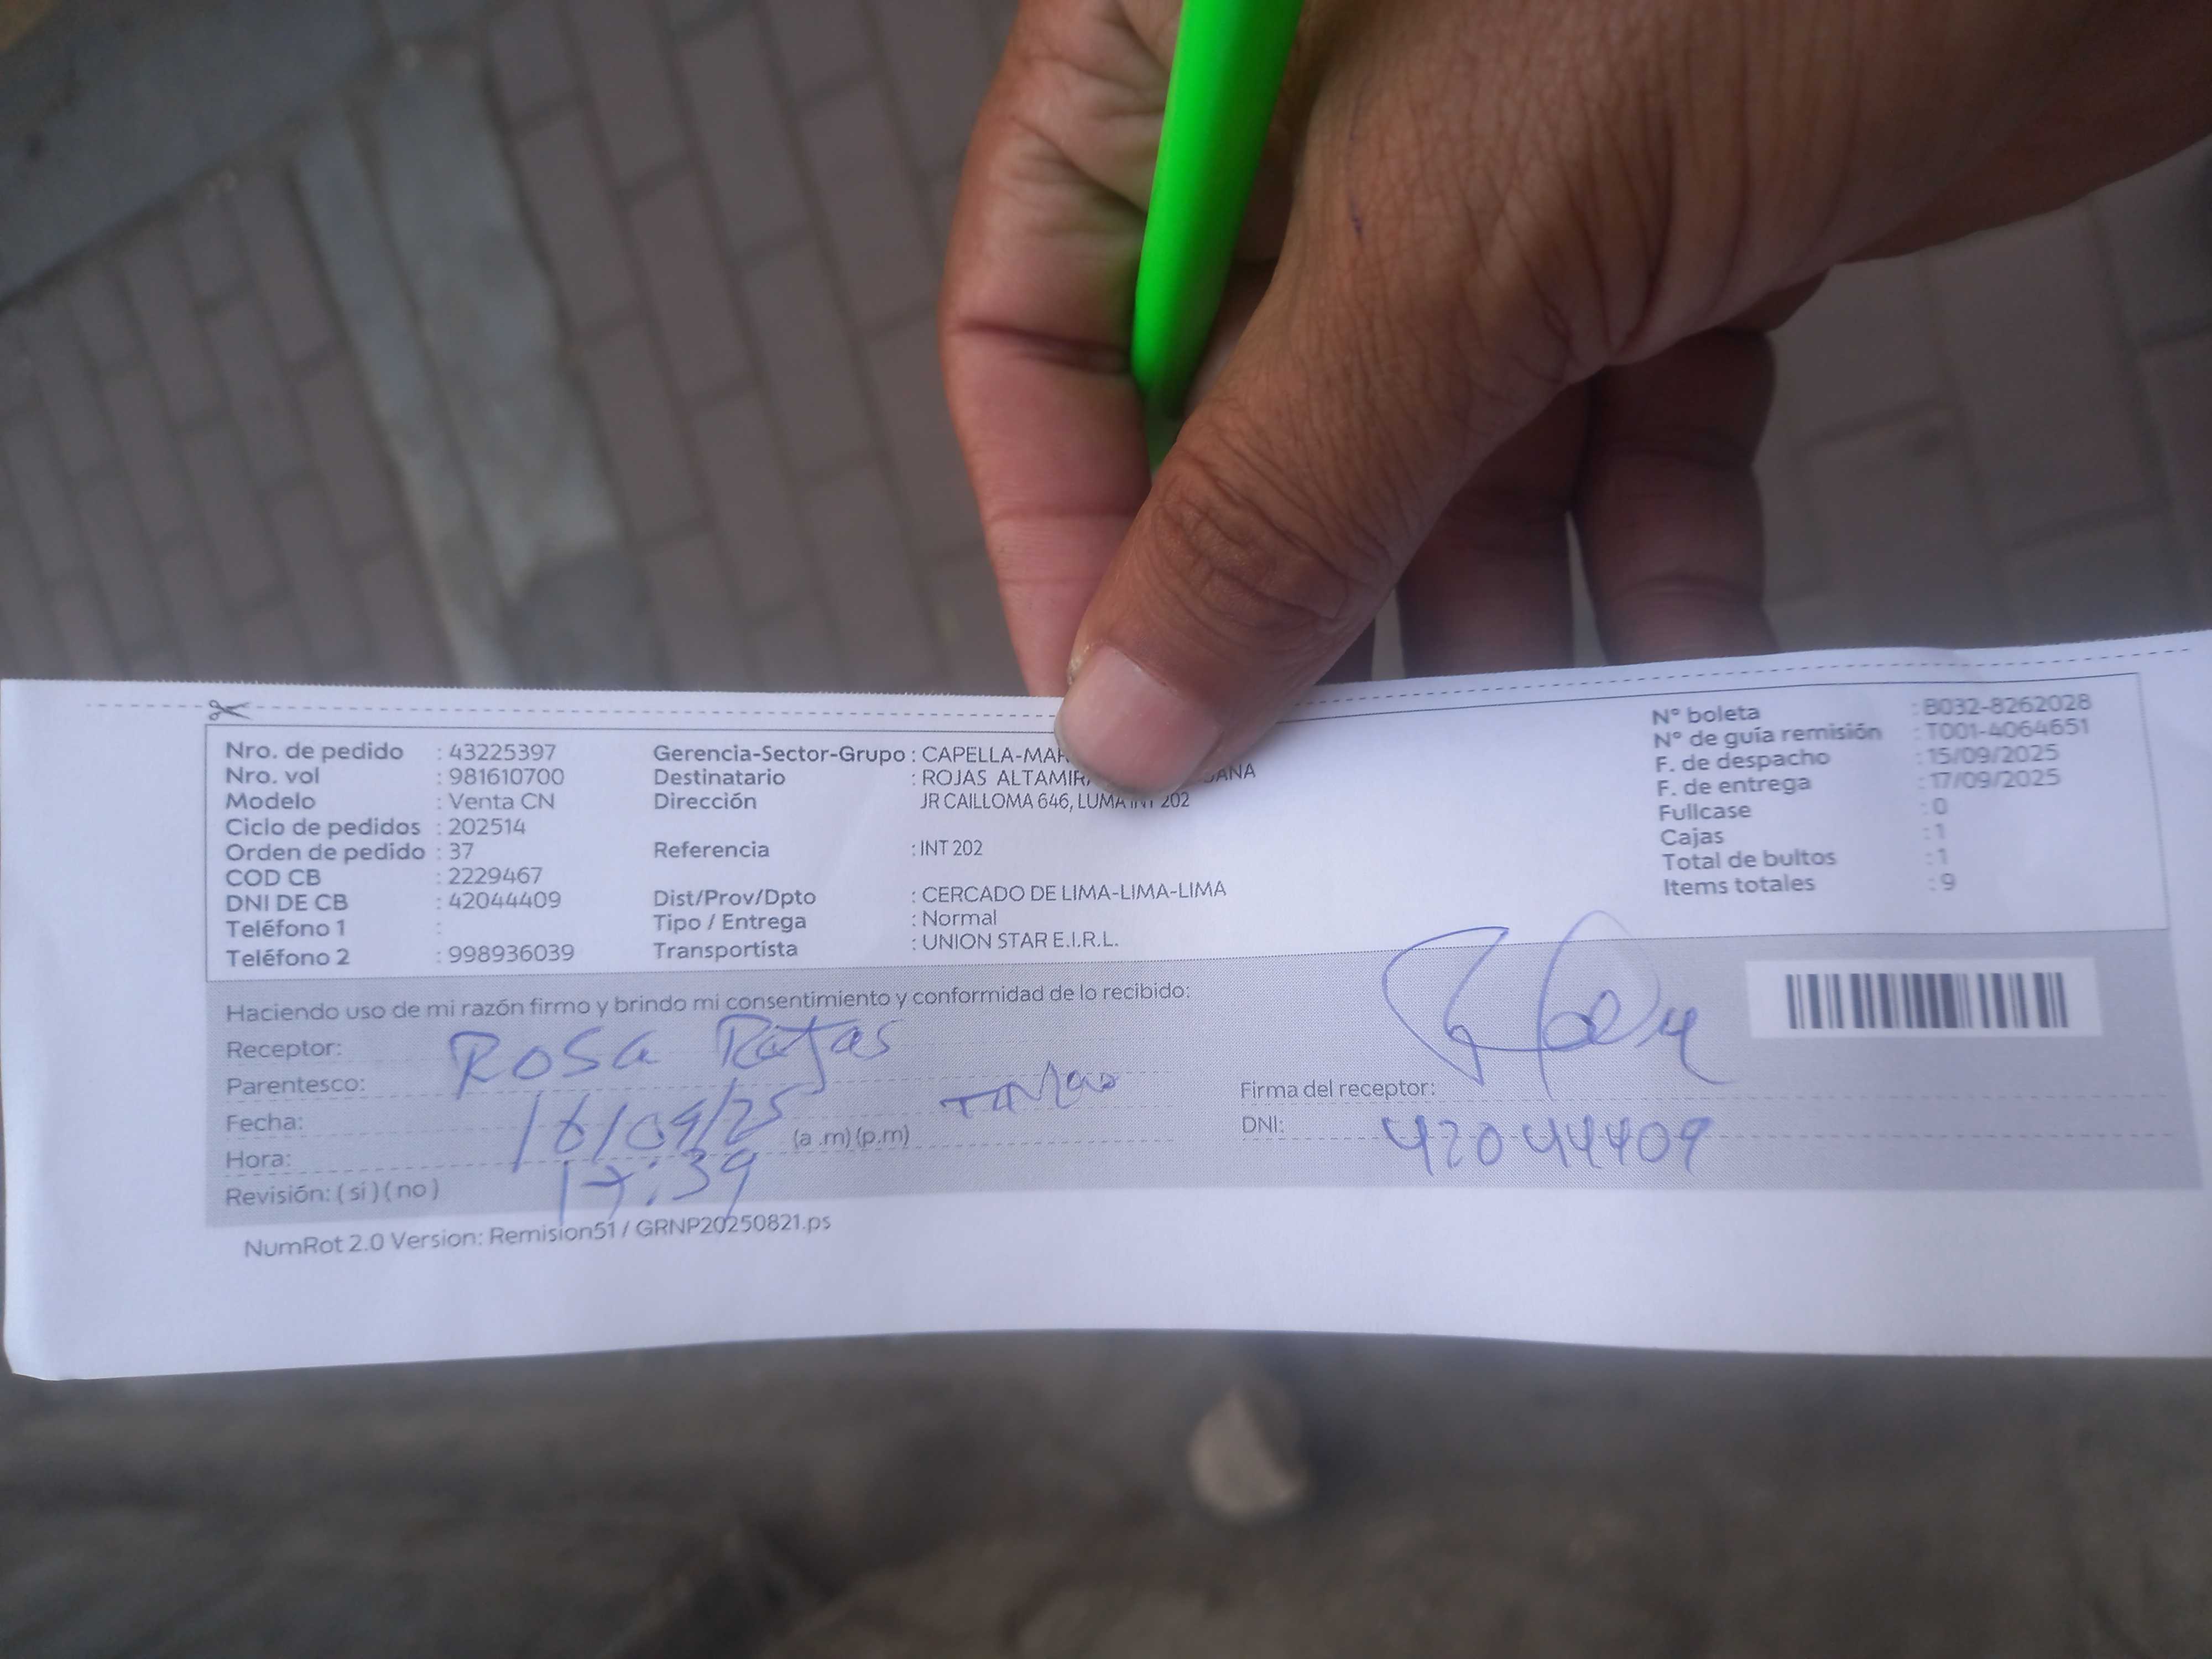 Nro. de pedido : 43225397
Nro. vol : 981610700
Modelo : Venta CN
Ciclo de pedidos : 202514
Orden de pedido : 37
COD CB : 2229467
DNI DE CB : 42044409
Teléfono 1 :
Teléfono 2 : 998936039
Gerencia-Sector-Grupo : CAPELLA-MAR
Destinatario : ROJAS ALTAMIR ANA
Dirección JR CAILLOMA 646, LUMA INT 202
Referencia : INT 202
Dist/Prov/Dpto : CERCADO DE LIMA-LIMA-LIMA
Tipo / Entrega : Normal
Transportista : UNION STAR E.I.R.L.
N° boleta : B032-8262028
N° de guía remisión : T001-4064651
F. de despacho : 15/09/2025
F. de entrega : 17/09/2025
Fullcase : 0
Cajas : 1
Total de bultos : 1
Items totales : 9
Haciendo uso de mi razón firmo y brindo mi consentimiento y conformidad de lo recibido:
Receptor: Rosa Rojas
Parentesco:
Fecha: 16/09/25
Hora: 17:39 (a .m) (p.m)
Revisión: ( si ) ( no )
Firma del receptor:
DNI: 42044409
NumRot 2.0 Version: Remision51 / GRNP20250821.ps